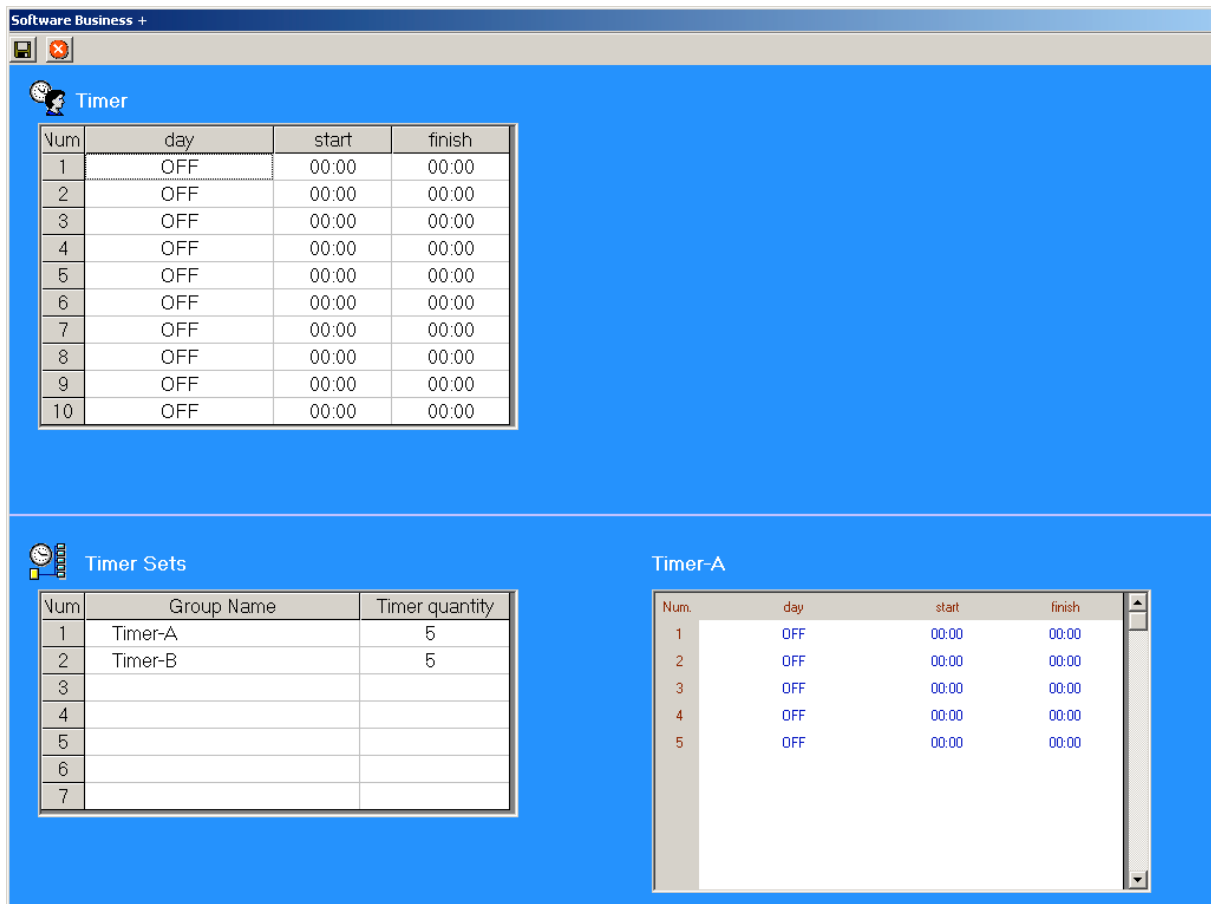 Software Business +
Timer
Num day start finish
1 OFF 00:00 00:00
2 OFF 00:00 00:00
3 OFF 00:00 00:00
4 OFF 00:00 00:00
5 OFF 00:00 00:00
6 OFF 00:00 00:00
7 OFF 00:00 00:00
8 OFF 00:00 00:00
9 OFF 00:00 00:00
10 OFF 00:00 00:00
Timer Sets
Num Group Name Timer quantity
1 Timer-A 5
2 Timer-B 5
3
4
5
6
7
Timer-A
Num. day start finish
1 OFF 00:00 00:00
2 OFF 00:00 00:00
3 OFF 00:00 00:00
4 OFF 00:00 00:00
5 OFF 00:00 00:00